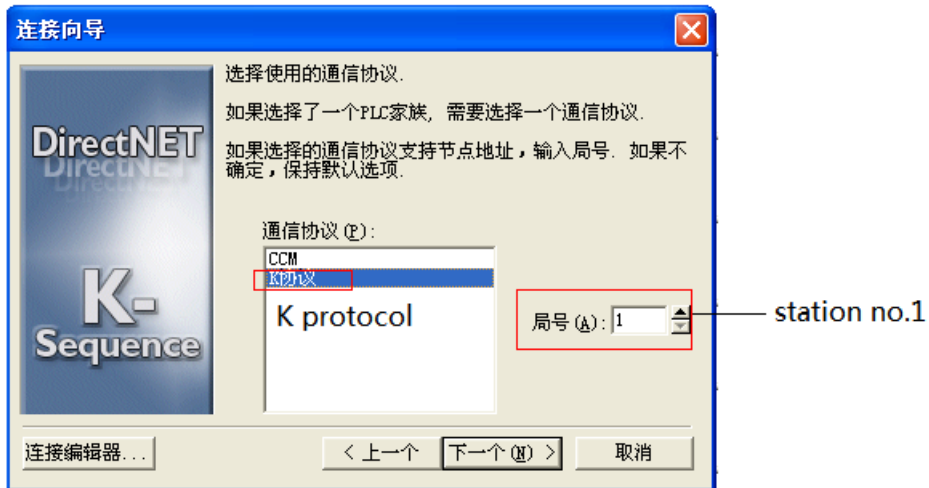 连接向导
选择使用的通信协议.
如果选择了一个PLC家族, 需要选择一个通信协议.
如果选择的通信协议支持节点地址，输入局号. 如果不
确定，保持默认选项.
DirectNET
DirectNET
K-
Sequence
通信协议(P):
CCM
K协议
K protocol
局号(A): 1
station no.1
连接编辑器...
< 上一个
下一个(N) >
取消